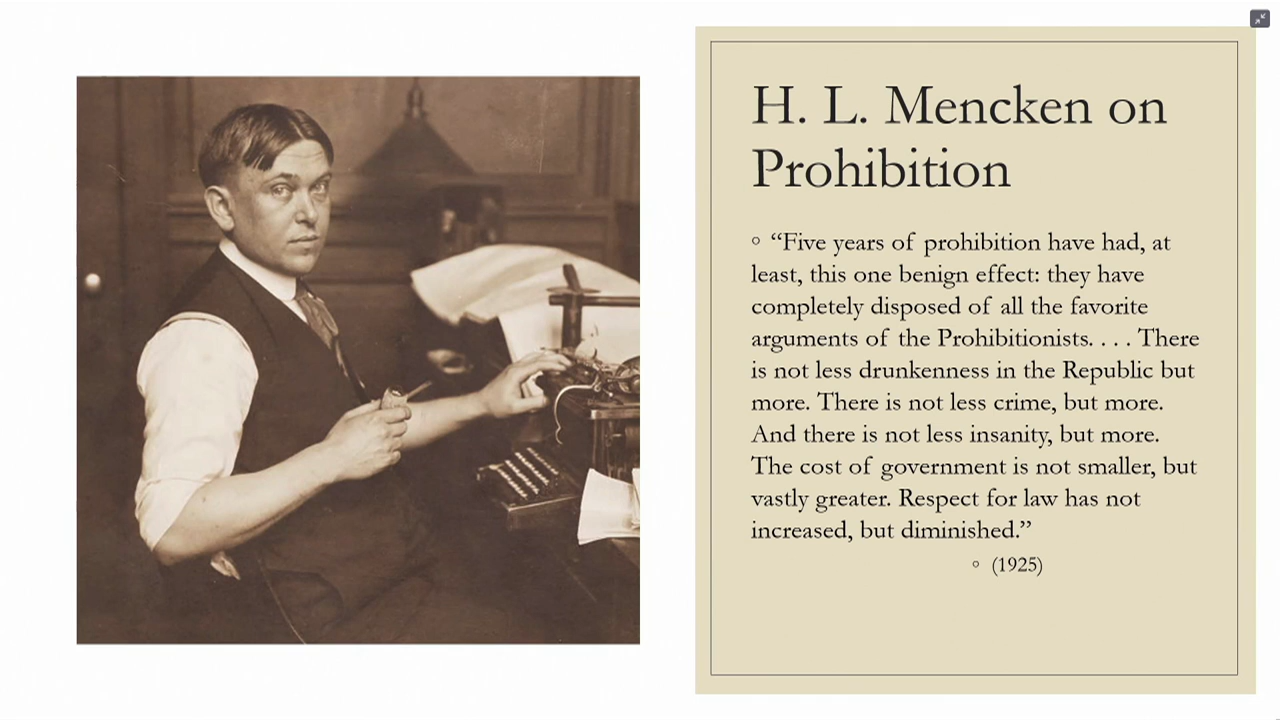 H. L. Mencken on
Prohibition
“Five years of prohibition have had, at
least, this one benign effect: they have
completely disposed of all the favorite
arguments of the Prohibitionists. . . . There
is not less drunkenness in the Republic but
more. There is not less crime, but more.
And there is not less insanity, but more.
The cost of government is not smaller, but
vastly greater. Respect for law has not
increased, but diminished.”
(1925)